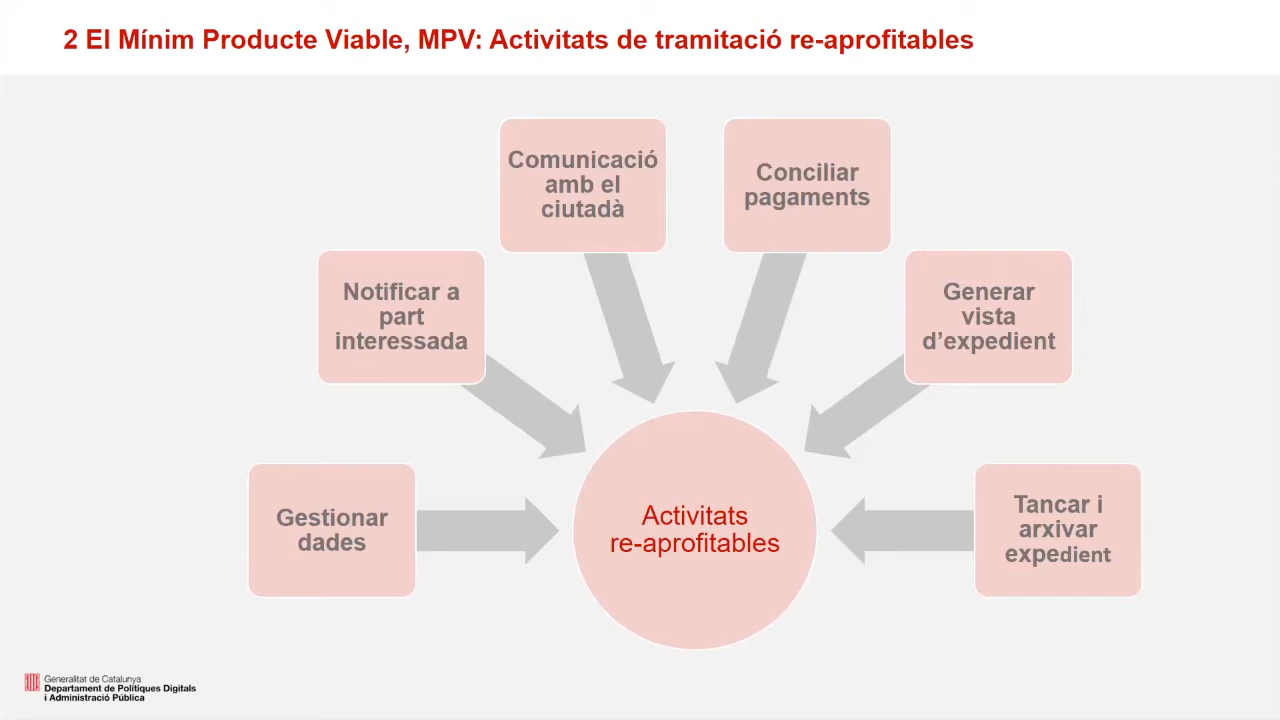 2 El Mínim Producte Viable, MPV: Activitats de tramitació re-aprofitables
Comunicació
amb el
ciutadà
Conciliar
pagaments
Notificar a
part
interessada
Generar
vista
d’expedient
Gestionar
dades
Activitats
re-aprofitables
Tancar i
arxivar
expedient
Generalitat de Catalunya
Departament de Polítiques Digitals
i Administració Pública